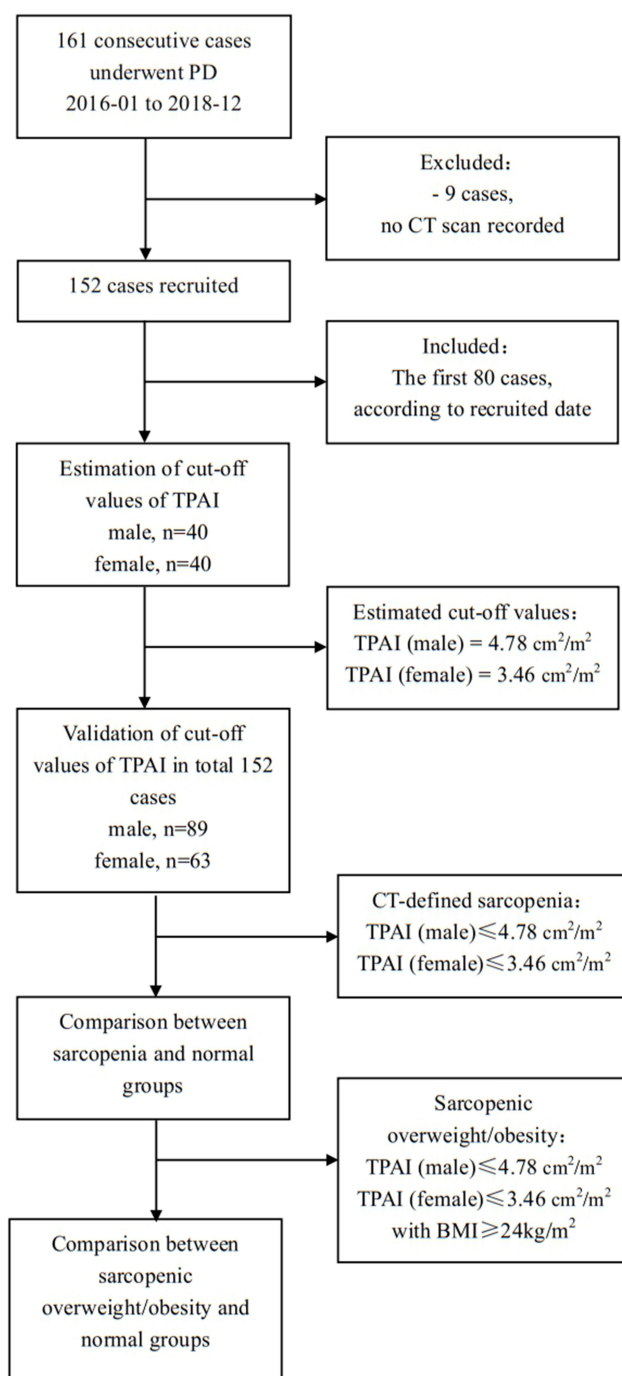 161 consecutive cases
underwent PD
2016-01 to 2018-12
Excluded：
- 9 cases,
no CT scan recorded
152 cases recruited
Included：
The first 80 cases,
according to recruited date
Estimation of cut-off
values of TPAI
male, n=40
female, n=40
Estimated cut-off values：
TPAI (male) = 4.78 cm²/m²
TPAI (female) = 3.46 cm²/m²
Validation of cut-off
values of TPAI in total 152
cases
male, n=89
female, n=63
CT-defined sarcopenia：
TPAI (male)≤4.78 cm²/m²
TPAI (female)≤3.46 cm²/m²
Comparison between
sarcopenia and normal
groups
Sarcopenic
overweight/obesity：
TPAI (male)≤4.78 cm²/m²
TPAI (female)≤3.46 cm²/m²
with BMI≥24kg/m²
Comparison between
sarcopenic
overweight/obesity and
normal groups